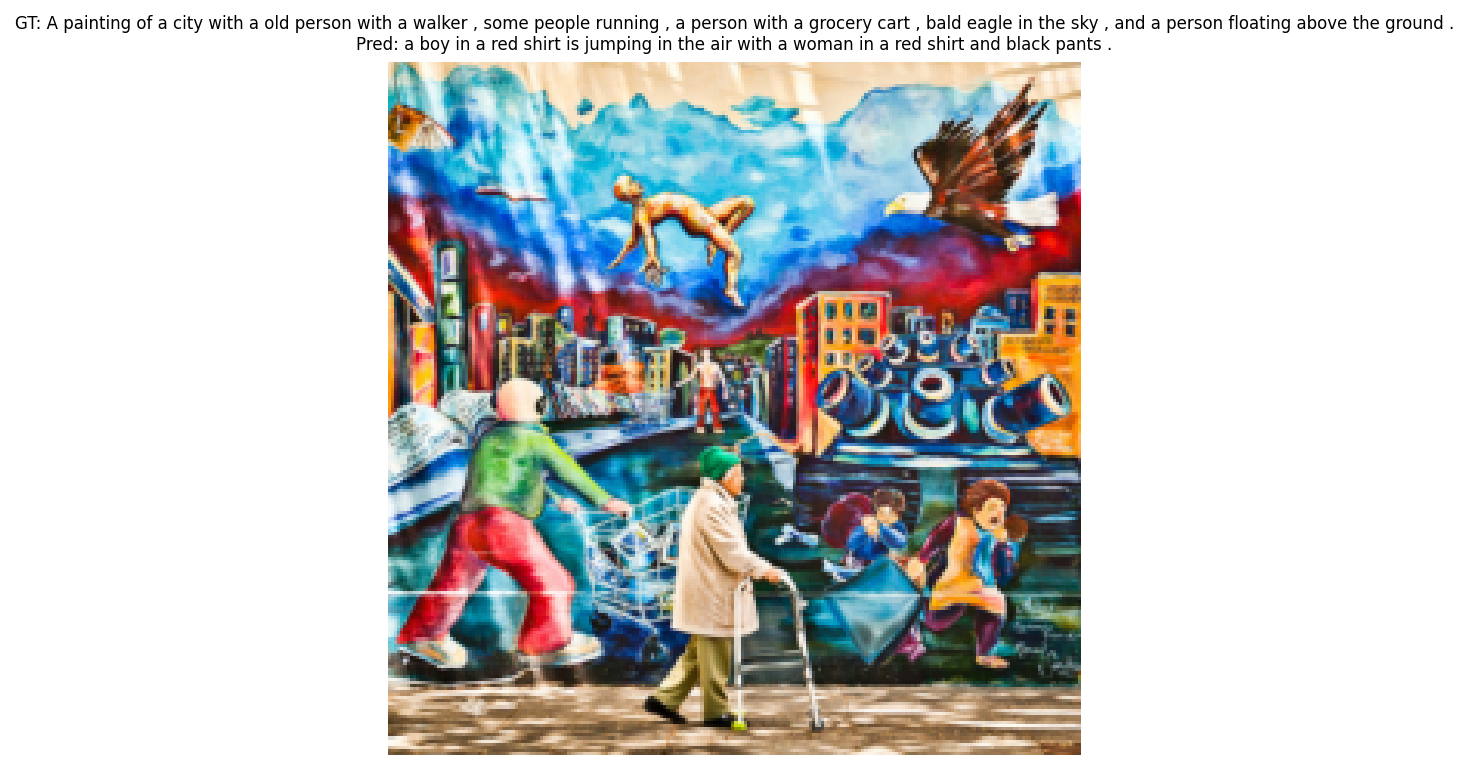 GT: A painting of a city with a old person with a walker , some people running , a person with a grocery cart , bald eagle in the sky , and a person floating above the ground .
Pred: a boy in a red shirt is jumping in the air with a woman in a red shirt and black pants .